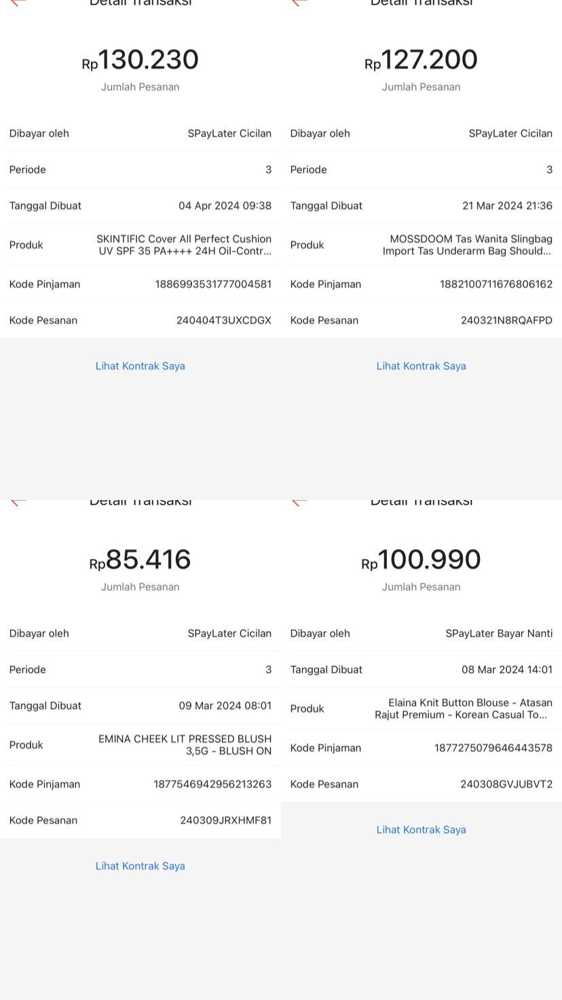 Detail Transaksi
Rp130.230
Jumlah Pesanan
Dibayar oleh SPayLater Cicilan
Periode 3
Tanggal Dibuat 04 Apr 2024 09:38
Produk SKINTIFIC Cover All Perfect Cushion
UV SPF 35 PA++++ 24H Oil-Contr...
Kode Pinjaman 1886993531777004581
Kode Pesanan 240404T3UXCDGX
Lihat Kontrak Saya
Detail Transaksi
Rp127.200
Jumlah Pesanan
Dibayar oleh SPayLater Cicilan
Periode 3
Tanggal Dibuat 21 Mar 2024 21:36
Produk MOSSDOOM Tas Wanita Slingbag
Import Tas Underarm Bag Should...
Kode Pinjaman 1882100711676806162
Kode Pesanan 240321N8RQAFPD
Lihat Kontrak Saya
Detail Transaksi
Rp85.416
Jumlah Pesanan
Dibayar oleh SPayLater Cicilan
Periode 3
Tanggal Dibuat 09 Mar 2024 08:01
Produk EMINA CHEEK LIT PRESSED BLUSH
3,5G - BLUSH ON
Kode Pinjaman 1877546942956213263
Kode Pesanan 240309JRXHMF81
Lihat Kontrak Saya
Detail Transaksi
Rp100.990
Jumlah Pesanan
Dibayar oleh SPayLater Bayar Nanti
Tanggal Dibuat 08 Mar 2024 14:01
Produk Elaina Knit Button Blouse - Atasan
Rajut Premium - Korean Casual To...
Kode Pinjaman 1877275079646443578
Kode Pesanan 240308GVJUBVT2
Lihat Kontrak Saya